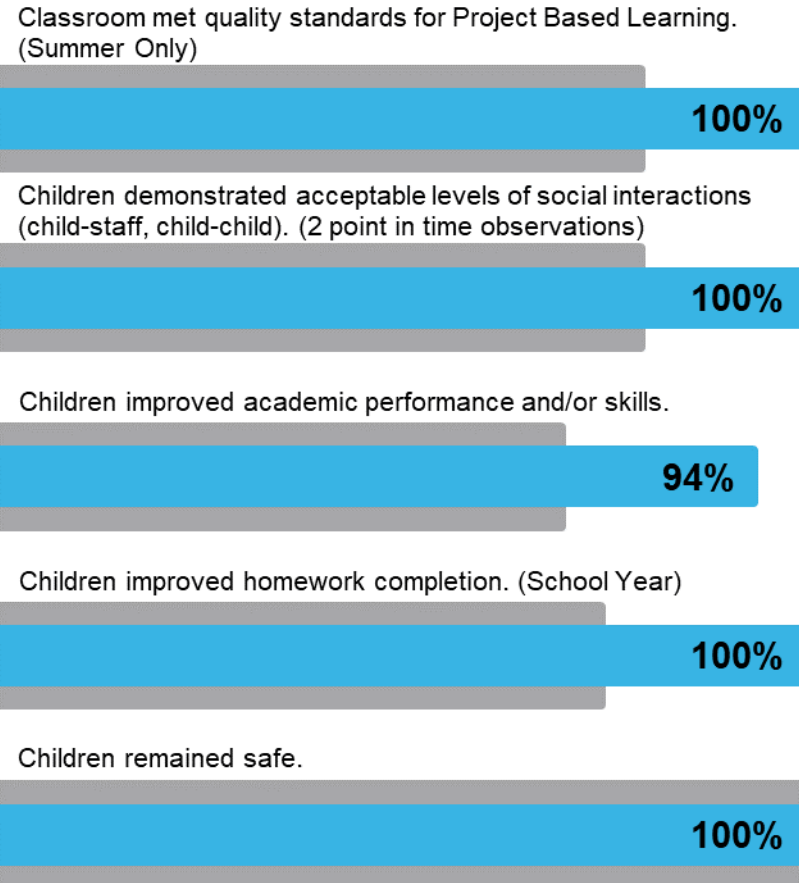 Classroom met quality standards for Project Based Learning.
(Summer Only)
100%
Children demonstrated acceptable levels of social interactions
(child-staff, child-child). (2 point in time observations)
100%
Children improved academic performance and/or skills.
94%
Children improved homework completion. (School Year)
100%
Children remained safe.
100%